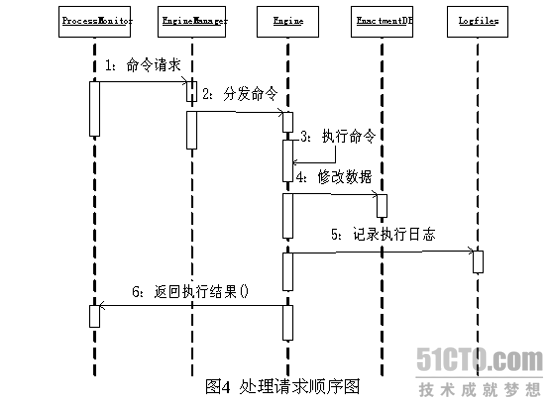 ProcessMonitor EngineManager Engine EnactmentDB Logfiles
1: 命令请求
2: 分发命令
3: 执行命令
4: 修改数据
5: 记录执行日志
6: 返回执行结果()
51CTO.com
技术成就梦想
图4 处理请求顺序图